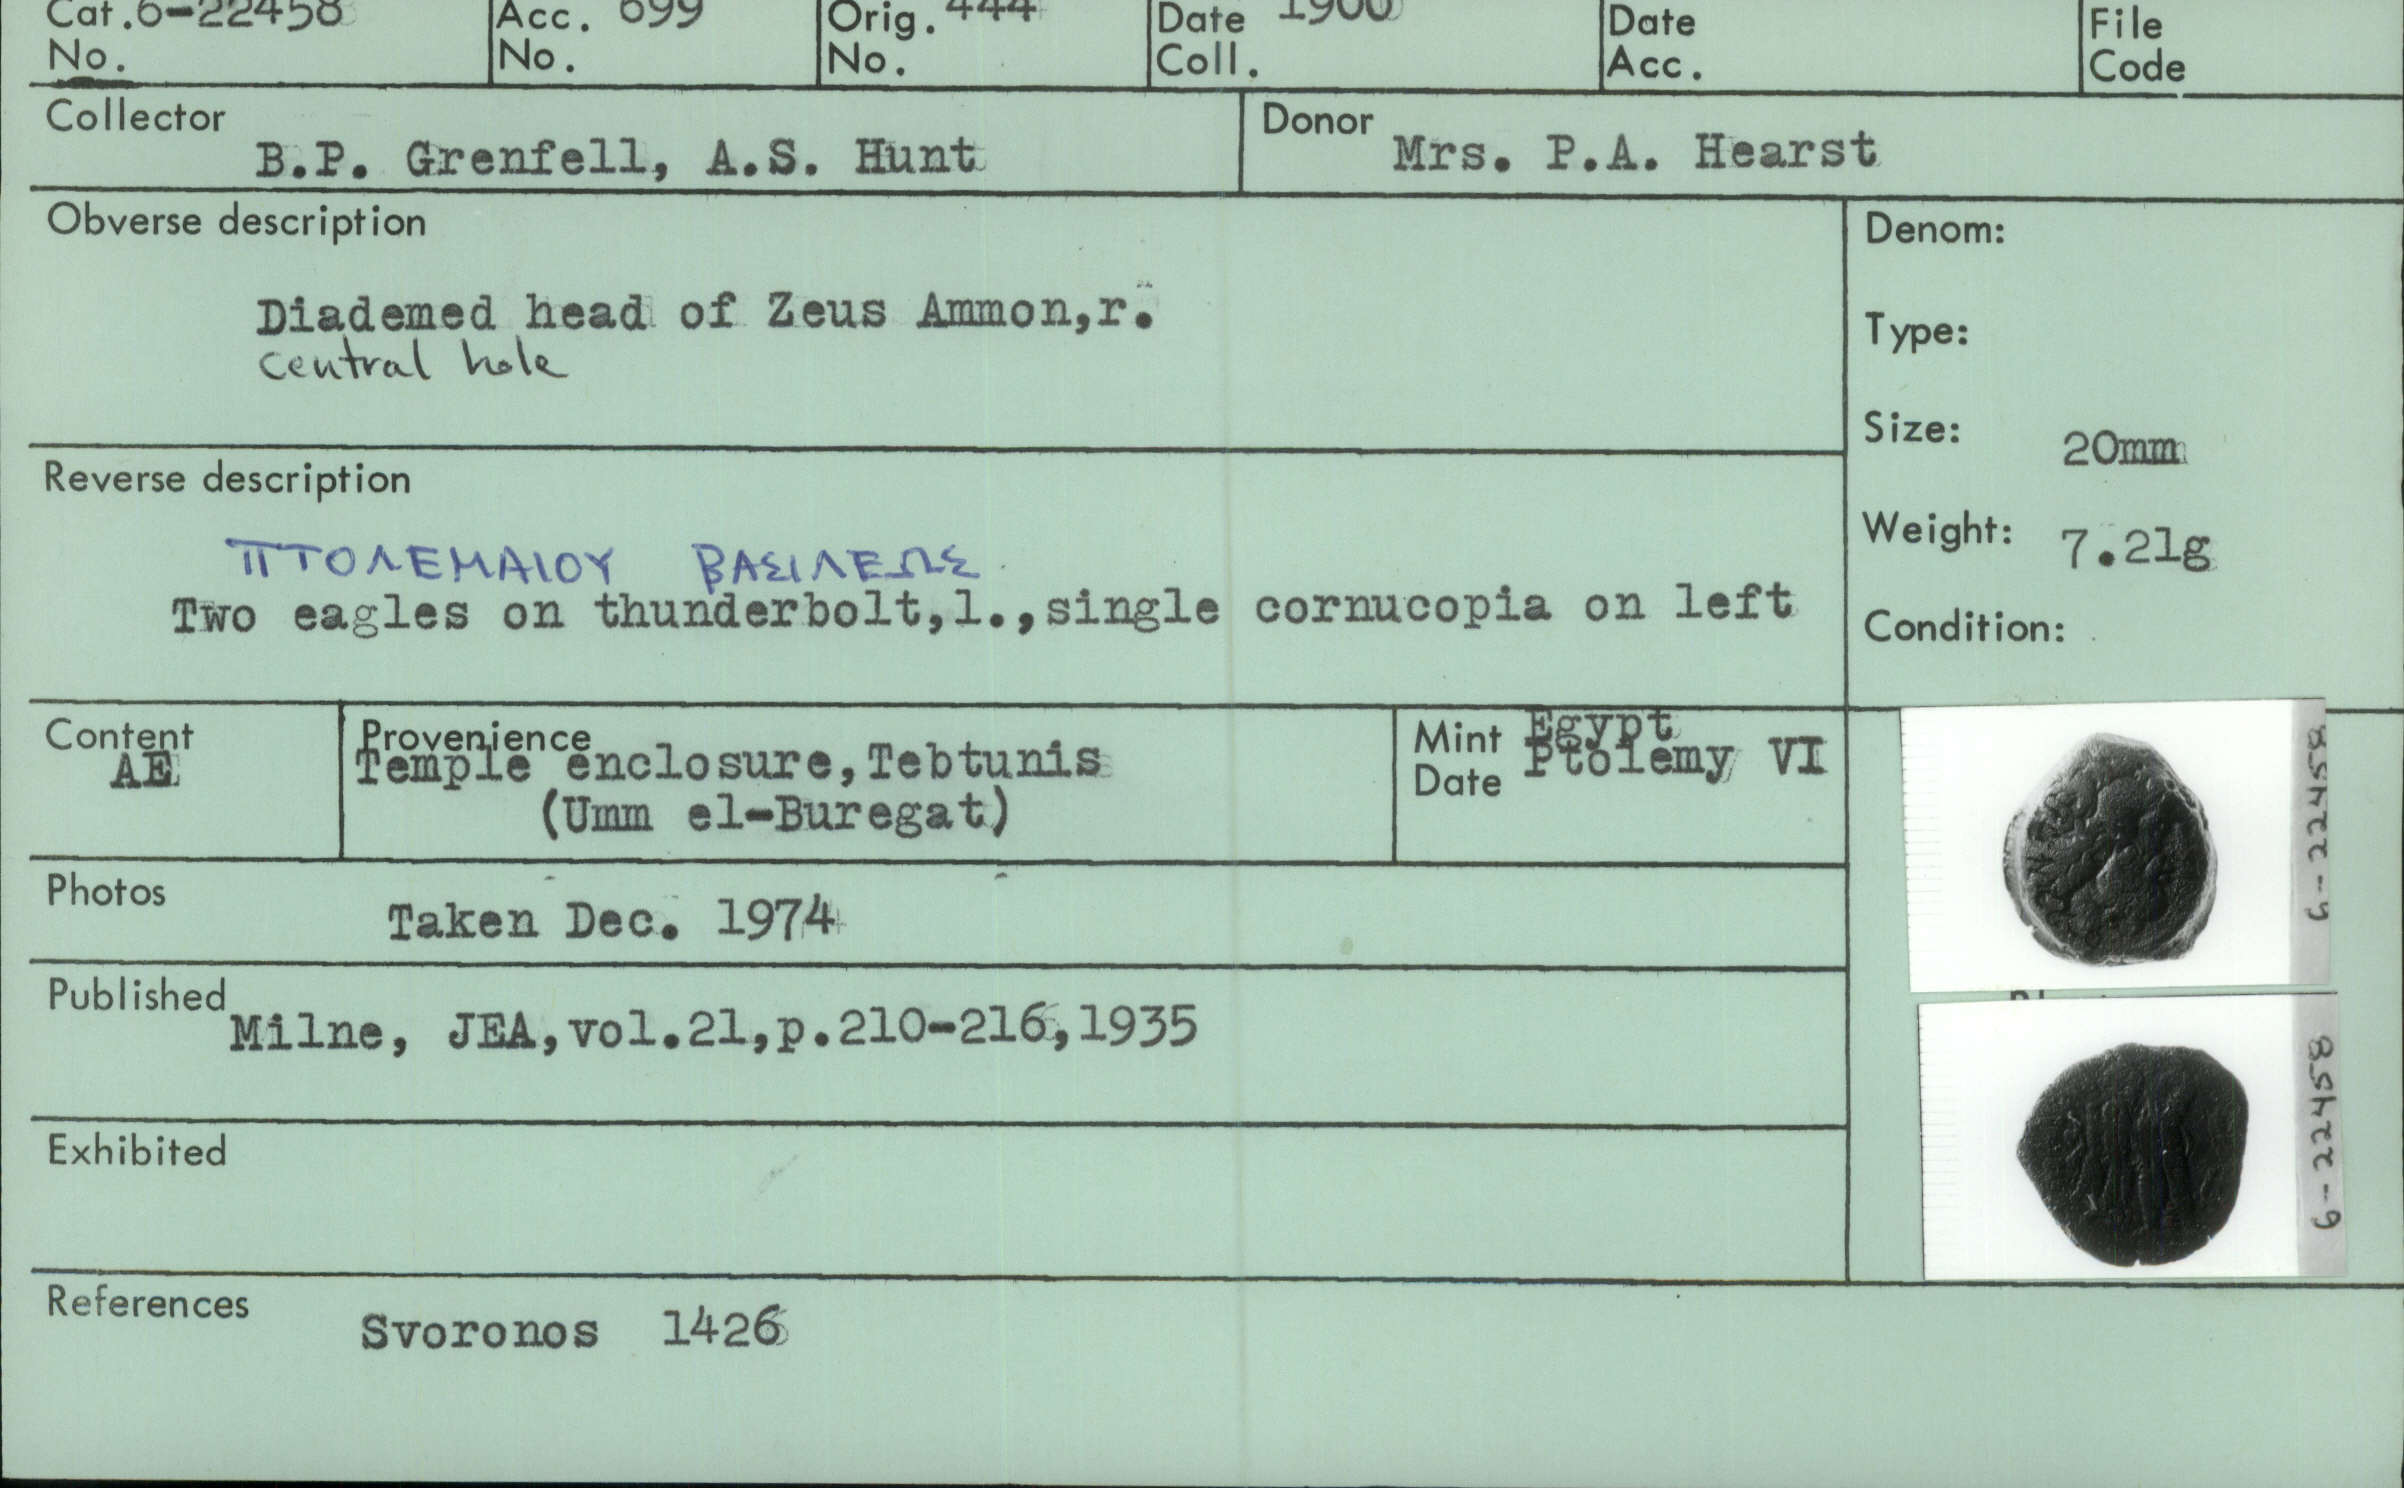 Cat. 6-22458
No.
Acc. 699
No.
Orig. 444
No.
Date 1900
Coll.
Date
Acc.
File
Code
Collector
B.P. Grenfell, A.S. Hunt
Donor
Mrs. P.A. Hearst
Obverse description
Diademed head of Zeus Ammon,r.
central hole
Denom:
Type:
Size: 20mm
Weight: 7.21g
Condition:
Reverse description
ΠΤΟΛΕΜΑΙΟΥ ΒΑΣΙΛΕΩΣ
Two eagles on thunderbolt,l.,single cornucopia on left
Content
AE
Provenience
Temple enclosure,Tebtunis
(Umm el-Buregat)
Mint Egypt
Date Ptolemy VI
6-22458
Photos
Taken Dec. 1974
Published
Milne, JEA,vol.21,p.210-216,1935
6-22458
Exhibited
References
Svoronos 1426